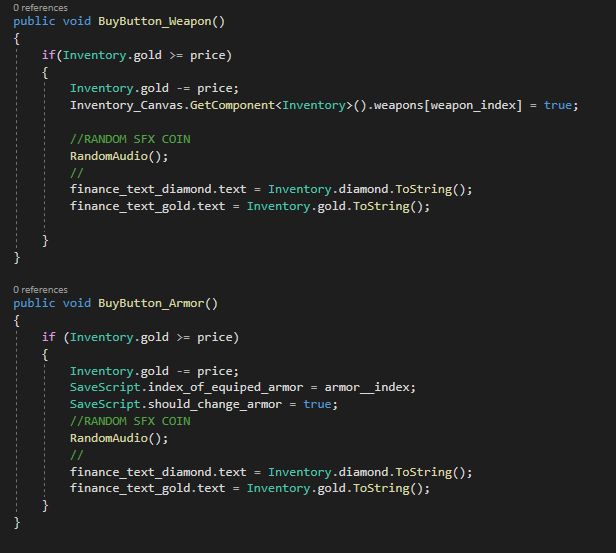 0 references
public void BuyButton_Weapon()
{
if(Inventory.gold >= price)
{
Inventory.gold -= price;
Inventory_Canvas.GetComponent<Inventory>().weapons[weapon_index] = true;
//RANDOM SFX COIN
RandomAudio();
//
finance_text_diamond.text = Inventory.diamond.ToString();
finance_text_gold.text = Inventory.gold.ToString();
}
}
0 references
public void BuyButton_Armor()
{
if (Inventory.gold >= price)
{
Inventory.gold -= price;
SaveScript.index_of_equiped_armor = armor__index;
SaveScript.should_change_armor = true;
//RANDOM SFX COIN
RandomAudio();
//
finance_text_diamond.text = Inventory.diamond.ToString();
finance_text_gold.text = Inventory.gold.ToString();
}
}